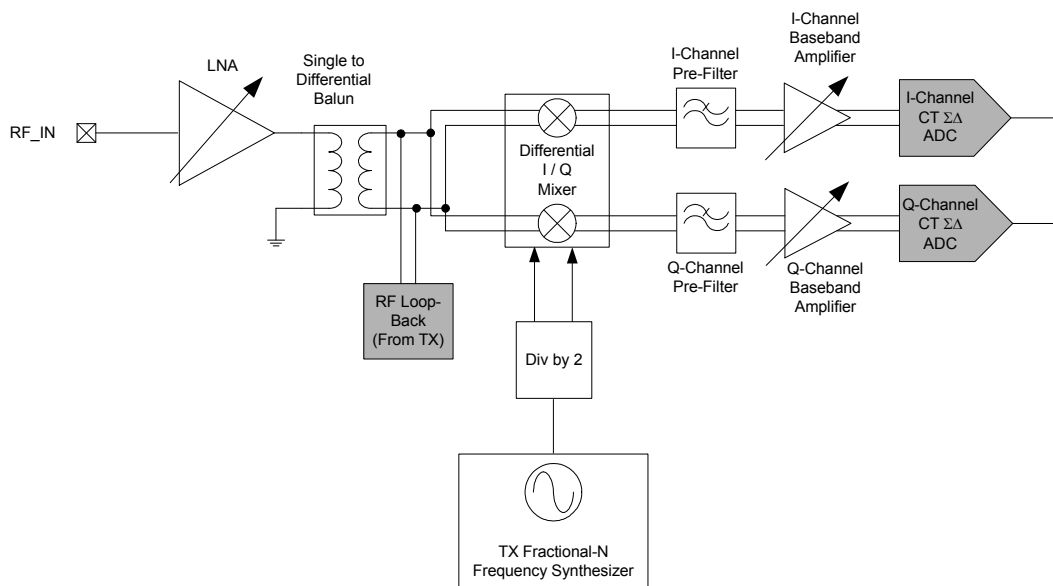 I-Channel
Baseband
Amplifier
I-Channel
Pre-Filter
LNA
Single to
Differential
Balun
I-Channel
CT ΣΔ
ADC
RF_IN
Differential
I / Q
Mixer
Q-Channel
CT ΣΔ
ADC
Q-Channel
Pre-Filter
Q-Channel
Baseband
Amplifier
RF Loop-
Back
(From TX)
Div by 2
TX Fractional-N
Frequency Synthesizer